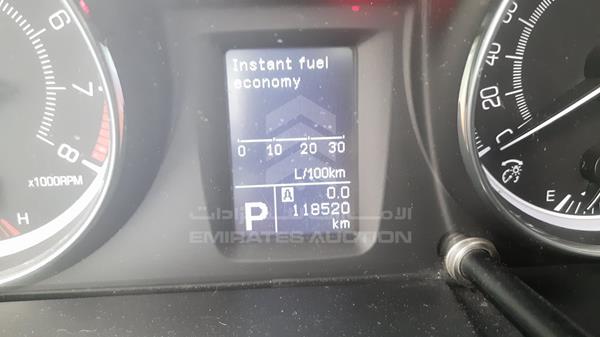 Instant fuel
economy
0 10 20 30
L/100km
A 0.0
P 118520
km
الإمارات للمزادات
EMIRATES AUCTION
7
8
x1000RPM
H
60
40
20
C
E